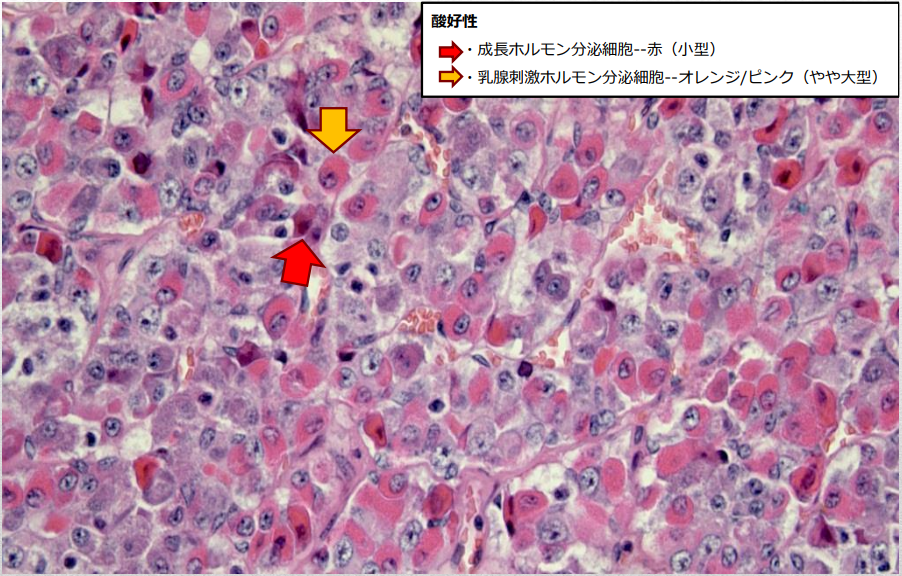 酸好性
・成長ホルモン分泌細胞--赤（小型）
・乳腺刺激ホルモン分泌細胞--オレンジ/ピンク（やや大型）